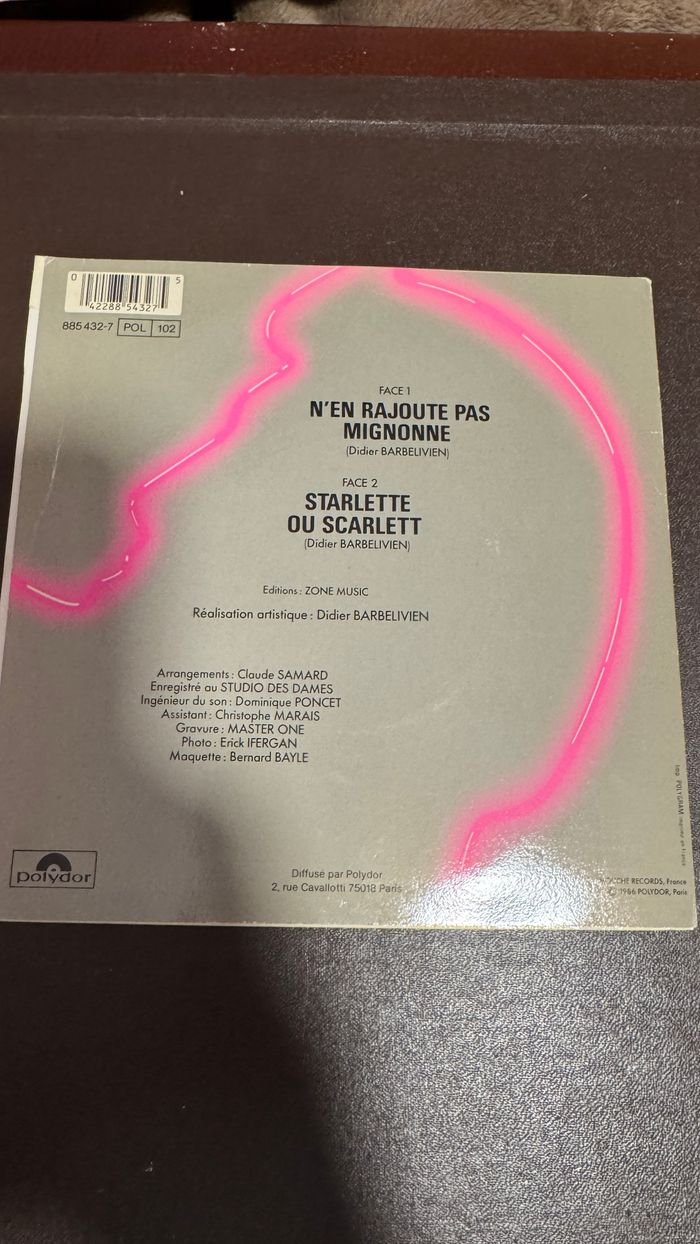 0 42288 54327 5
885 432-7 POL 102
FACE 1
N'EN RAJOUTE PAS
MIGNONNE
(Didier BARBELIVIEN)
FACE 2
STARLETTE
OU SCARLETT
(Didier BARBELIVIEN)
Editions : ZONE MUSIC
Réalisation artistique : Didier BARBELIVIEN
Arrangements : Claude SAMARD
Enregistré au STUDIO DES DAMES
Ingénieur du son : Dominique PONCET
Assistant : Christophe MARAIS
Gravure : MASTER ONE
Photo : Erick IFERGAN
Maquette : Bernard BAYLE
polydor
Diffusé par Polydor
2, rue Cavallotti 75018 Paris
RECORDS, France
1986 POLYDOR, Paris
Imp. POLYGRAM